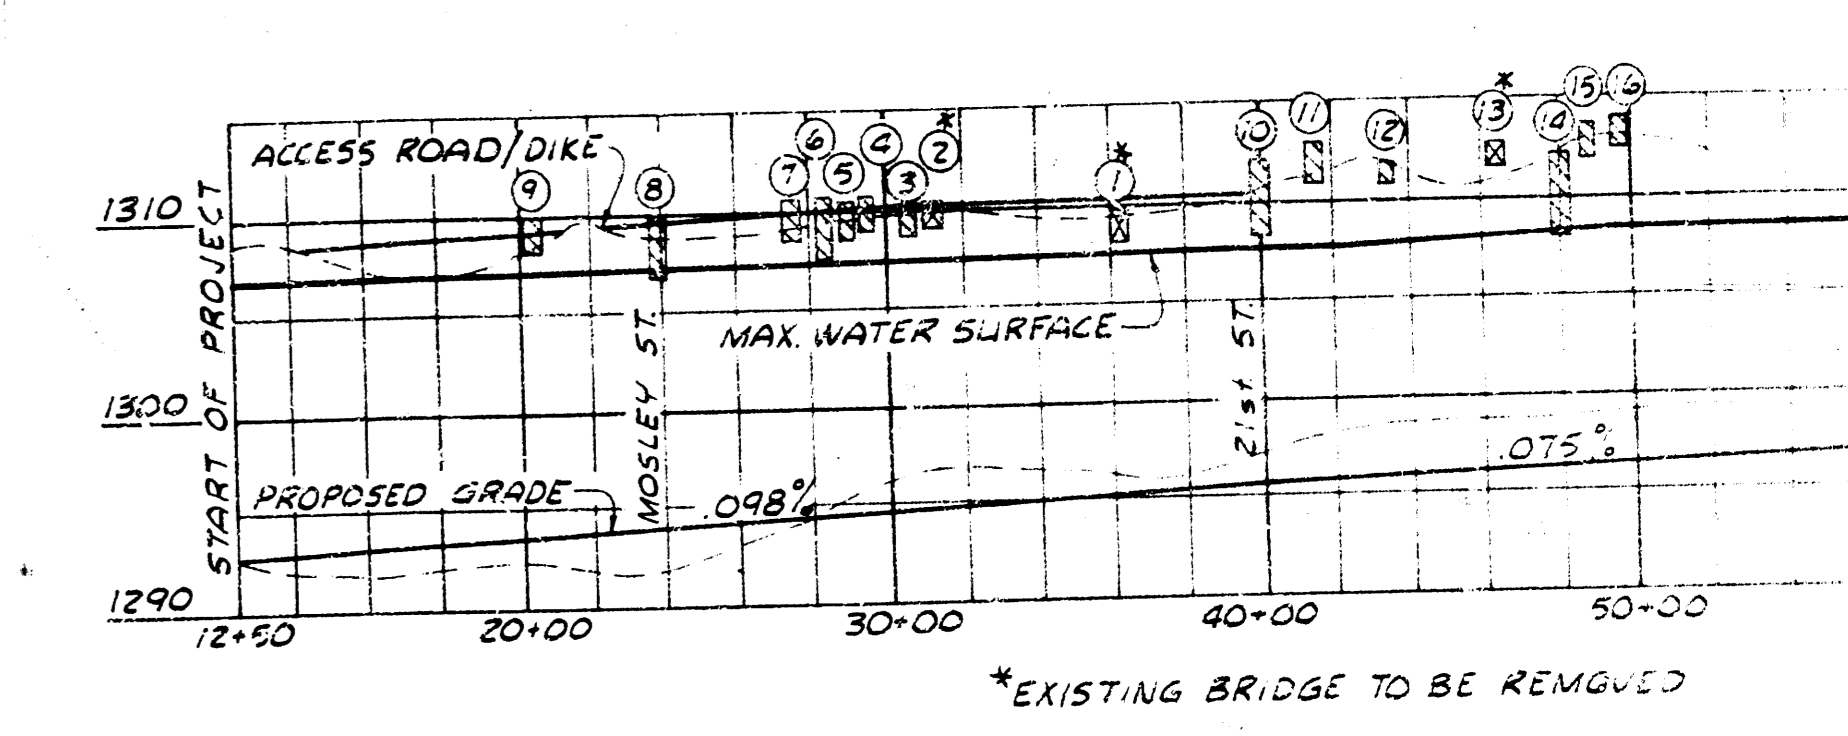 15 16
* 13 *
11
6 4 2 * 10 12 14
ACCESS ROAD/DIKE
9 8 7 5 3 1 *
1310
START OF PROJECT
MAX. WATER SURFACE
MOSLEY ST.
21st ST.
1300
.075%
PROPOSED GRADE
.098%
1290
12+50 20+00 30+00 40+00 50+00
*EXISTING BRIDGE TO BE REMOVED